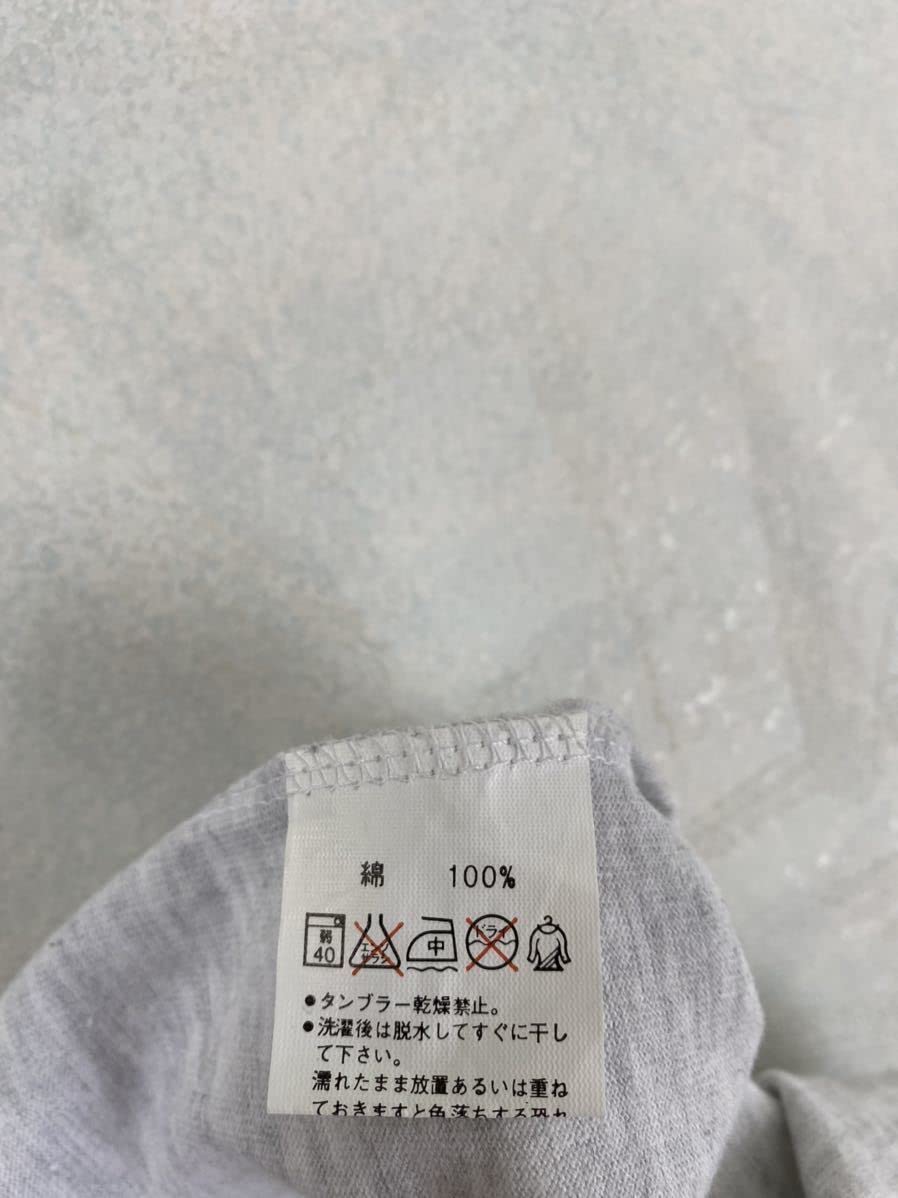 綿 100%
弱 40 エンソ サラシ 中 ドライ
●タンブラー乾燥禁止。
●洗濯後は脱水してすぐに干し
て下さい。
濡れたまま放置あるいは重ね
ておきますと色落ちする恐れ